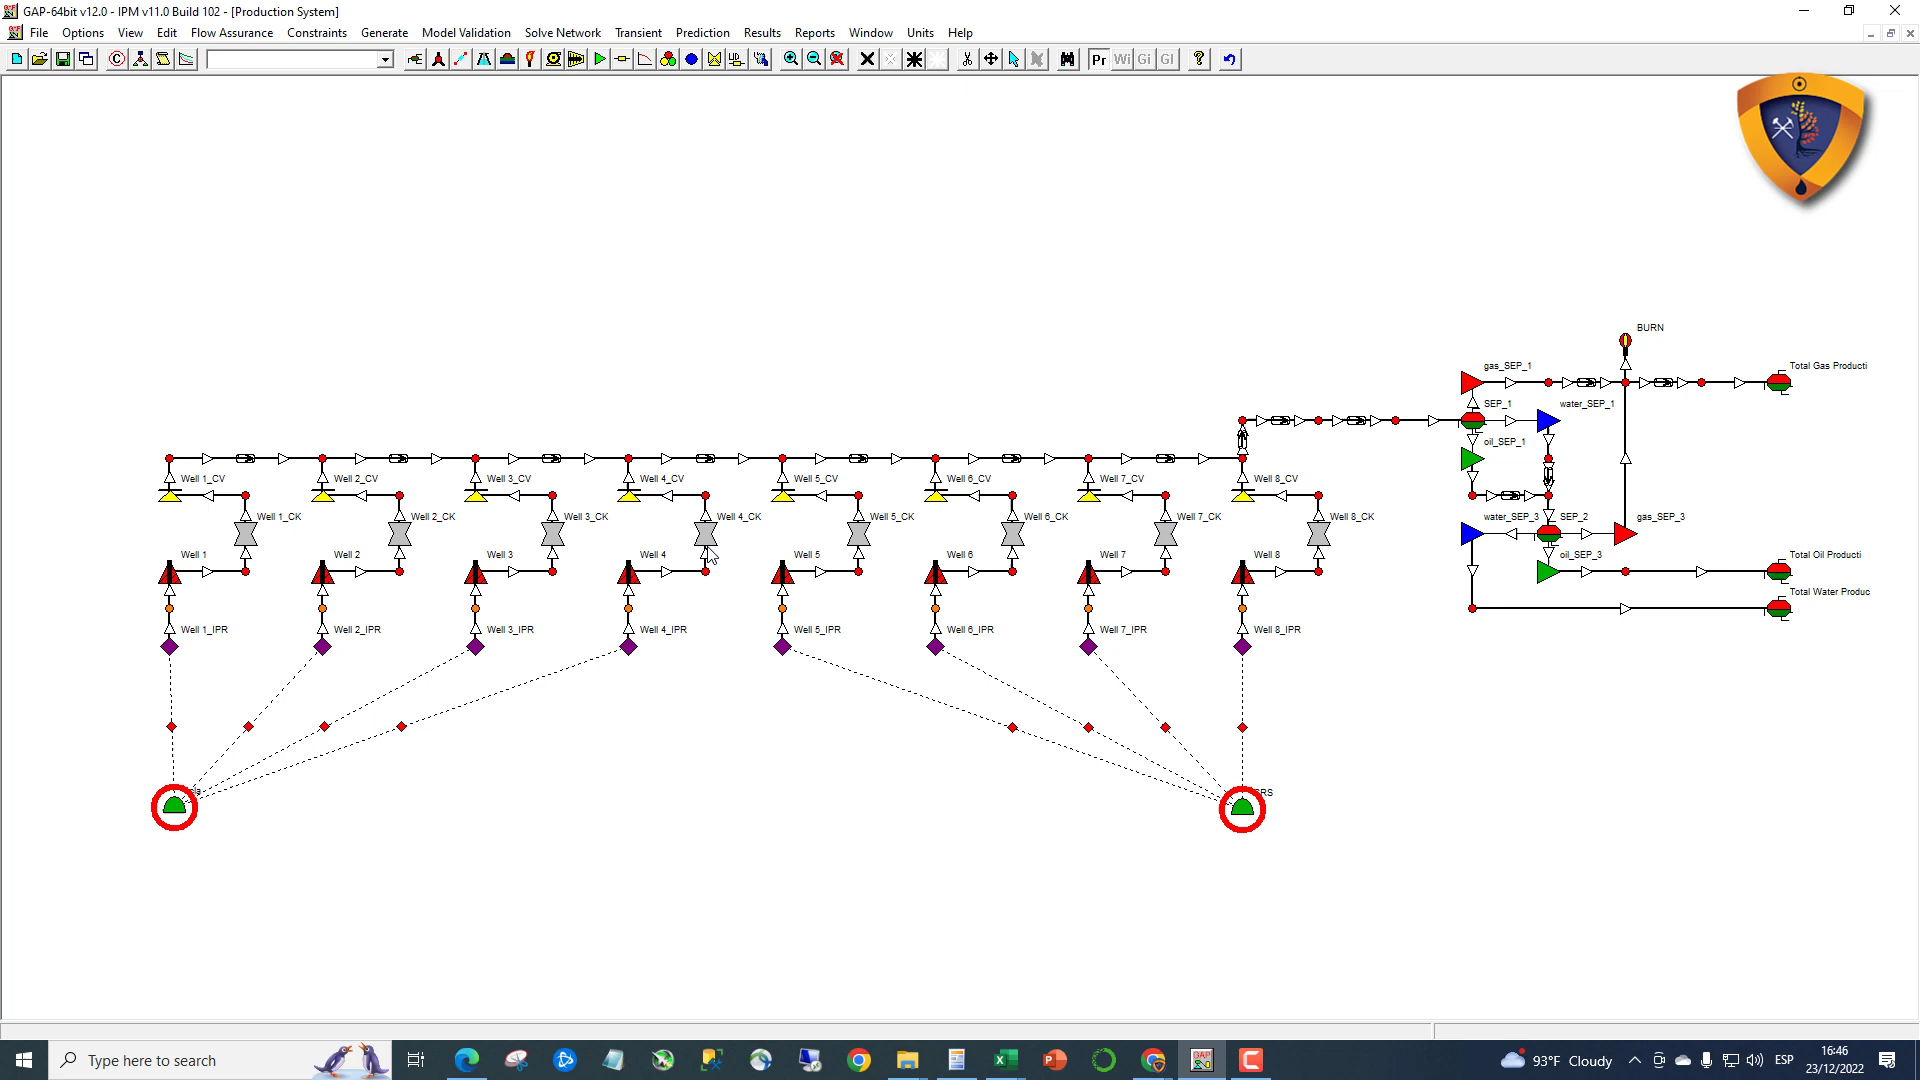 GAP-64bit v12.0 - IPM v11.0 Build 102 - [Production System]
File Options View Edit Flow Assurance Constraints Generate Model Validation Solve Network Transient Prediction Results Reports Window Units Help
Pr Wi Gi GI
BURN
gas_SEP_1
Total Gas Producti
SEP_1
water_SEP_1
oil_SEP_1
Well 1_CV Well 2_CV Well 3_CV Well 4_CV Well 5_CV Well 6_CV Well 7_CV Well 8_CV
Well 1_CK Well 2_CK Well 3_CK Well 4_CK Well 5_CK Well 6_CK Well 7_CK Well 8_CK
water_SEP_3 SEP_2 gas_SEP_3
Well 1 Well 2 Well 3 Well 4 Well 5 Well 6 Well 7 Well 8
oil_SEP_3 Total Oil Producti
Total Water Produc
Well 1_IPR Well 2_IPR Well 3_IPR Well 4_IPR Well 5_IPR Well 6_IPR Well 7_IPR Well 8_IPR
Type here to search
93°F Cloudy
ESP
16:46
23/12/2022